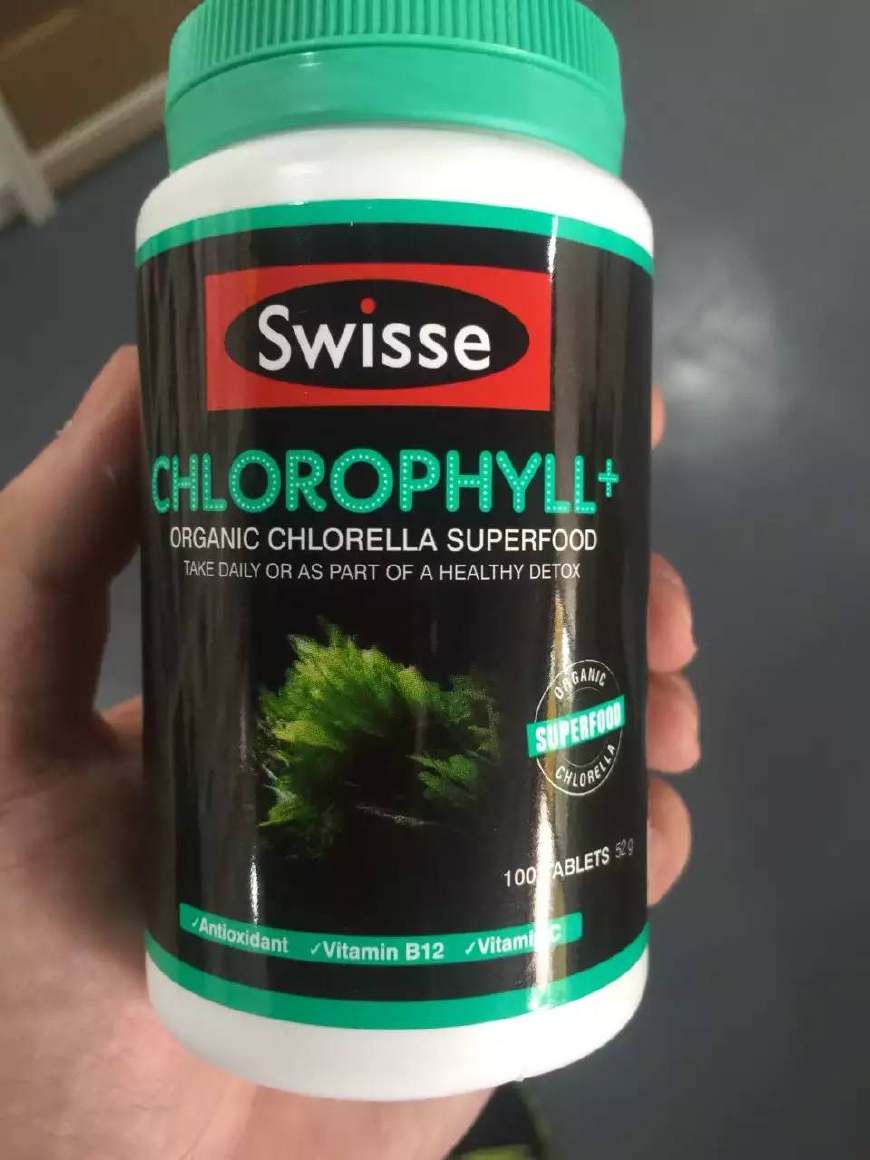 Swisse
CHLOROPHYLL+
ORGANIC CHLORELLA SUPERFOOD
TAKE DAILY OR AS PART OF A HEALTHY DETOX
ORGANIC
SUPERFOOD
CHLORELLA
100 TABLETS 52g
✓Antioxidant ✓Vitamin B12 ✓Vitamin C